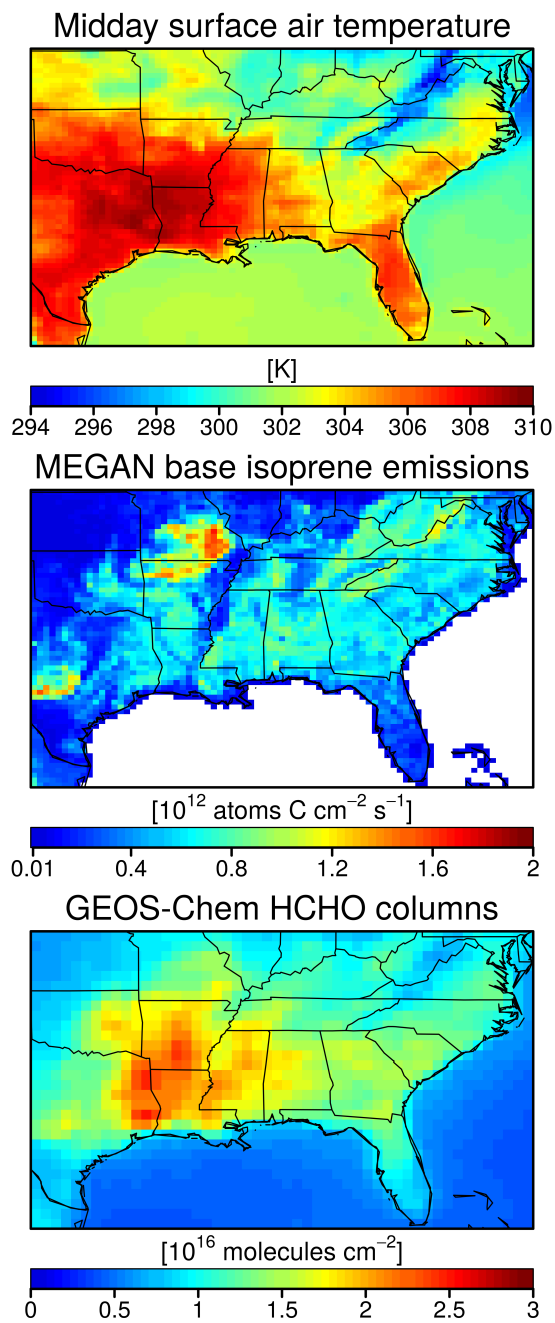 Midday surface air temperature
[K]
294 296 298 300 302 304 306 308 310
MEGAN base isoprene emissions
[10¹² atoms C cm⁻² s⁻¹]
0.01 0.4 0.8 1.2 1.6 2
GEOS-Chem HCHO columns
[10¹⁶ molecules cm⁻²]
0 0.5 1 1.5 2 2.5 3